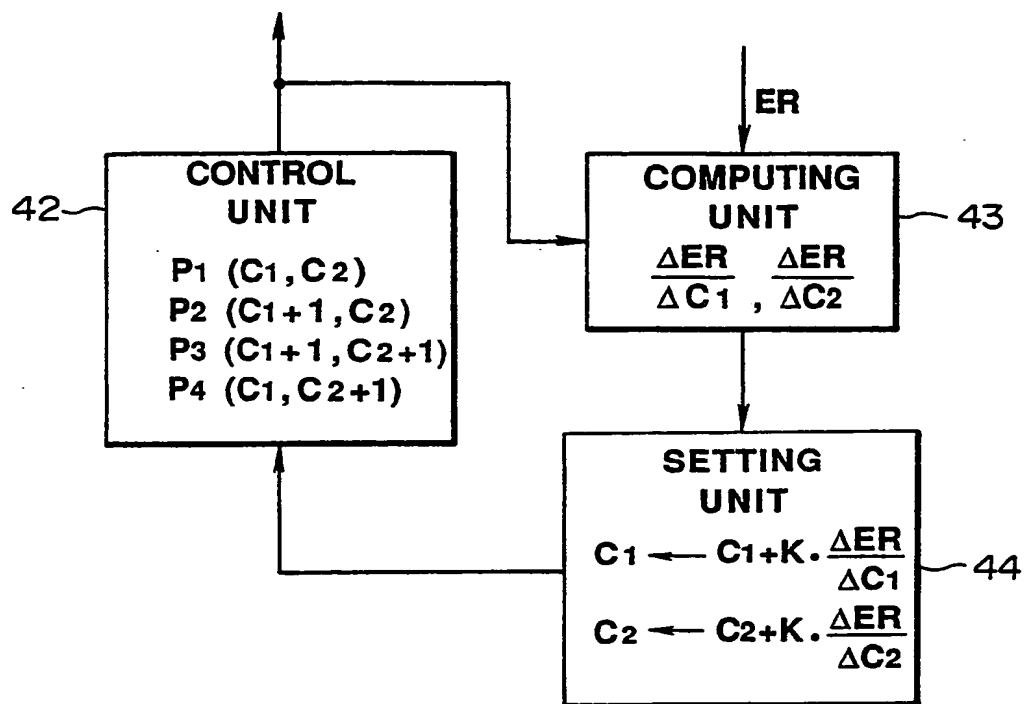 ER
42
CONTROL
UNIT
P1 (C1, C2)
P2 (C1+1, C2)
P3 (C1+1, C2+1)
P4 (C1, C2+1)
COMPUTING
UNIT
ΔER/ΔC1 , ΔER/ΔC2
43
SETTING
UNIT
C1 ← C1+K · ΔER/ΔC1
C2 ← C2+K · ΔER/ΔC2
44